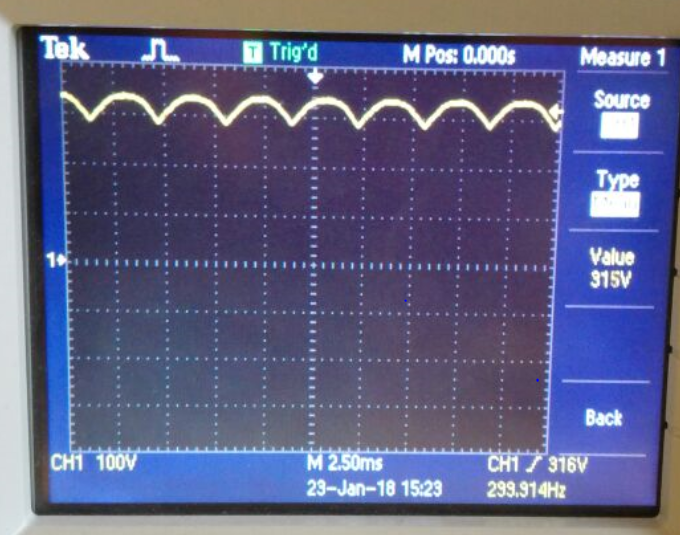 Tek T Trig'd M Pos: 0.000s Measure 1
Source
Type
Value
315V
Back
1
CH1 100V M 2.50ms CH1 316V
23-Jan-18 15:23 299.914Hz